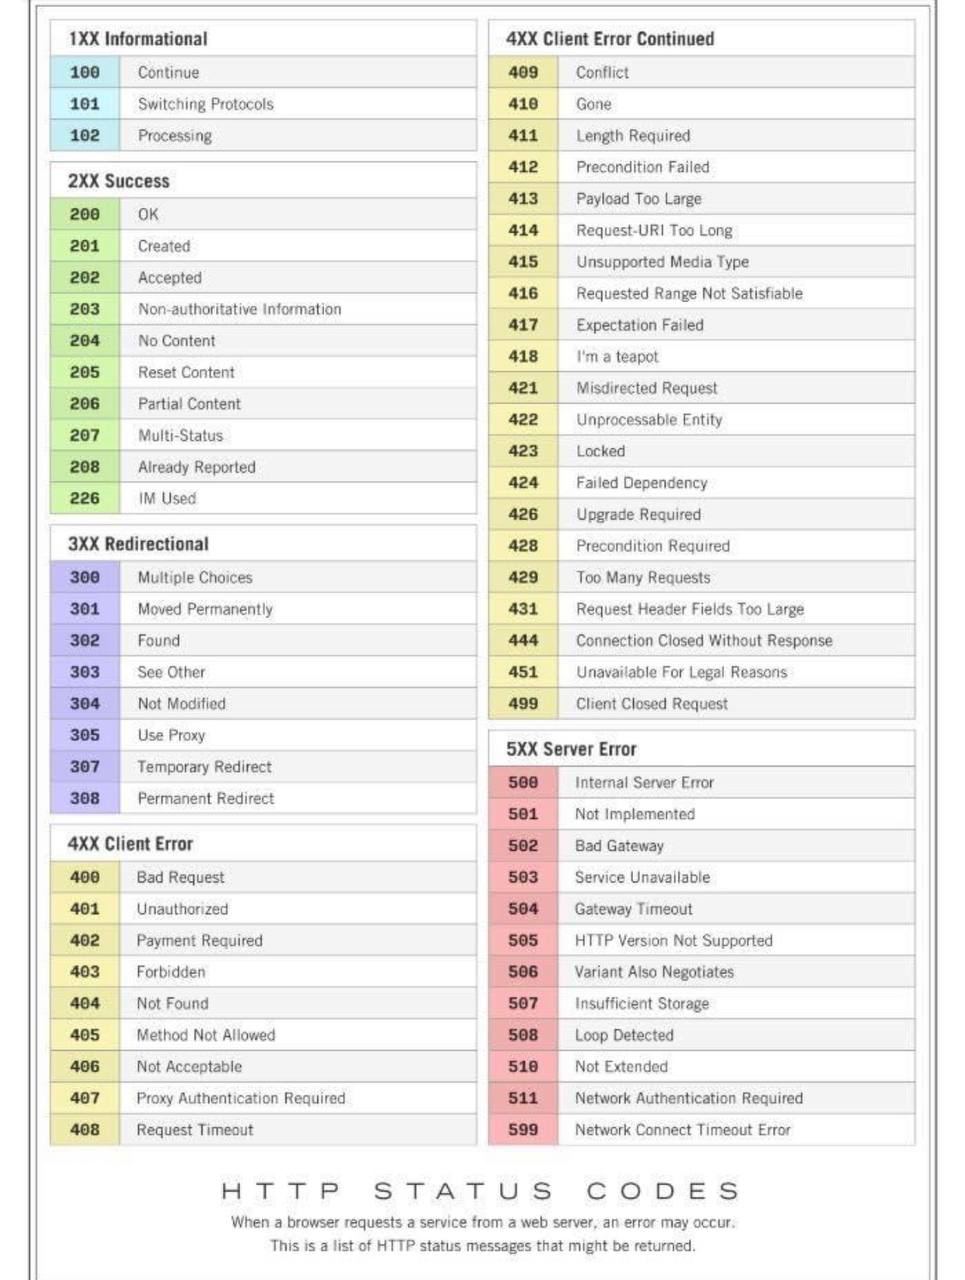 1XX Informational
100 Continue
101 Switching Protocols
102 Processing
2XX Success
200 OK
201 Created
202 Accepted
203 Non-authoritative Information
204 No Content
205 Reset Content
206 Partial Content
207 Multi-Status
208 Already Reported
226 IM Used
3XX Redirectional
300 Multiple Choices
301 Moved Permanently
302 Found
303 See Other
304 Not Modified
305 Use Proxy
307 Temporary Redirect
308 Permanent Redirect
4XX Client Error
400 Bad Request
401 Unauthorized
402 Payment Required
403 Forbidden
404 Not Found
405 Method Not Allowed
406 Not Acceptable
407 Proxy Authentication Required
408 Request Timeout
4XX Client Error Continued
409 Conflict
410 Gone
411 Length Required
412 Precondition Failed
413 Payload Too Large
414 Request-URI Too Long
415 Unsupported Media Type
416 Requested Range Not Satisfiable
417 Expectation Failed
418 I'm a teapot
421 Misdirected Request
422 Unprocessable Entity
423 Locked
424 Failed Dependency
426 Upgrade Required
428 Precondition Required
429 Too Many Requests
431 Request Header Fields Too Large
444 Connection Closed Without Response
451 Unavailable For Legal Reasons
499 Client Closed Request
5XX Server Error
500 Internal Server Error
501 Not Implemented
502 Bad Gateway
503 Service Unavailable
504 Gateway Timeout
505 HTTP Version Not Supported
506 Variant Also Negotiates
507 Insufficient Storage
508 Loop Detected
510 Not Extended
511 Network Authentication Required
599 Network Connect Timeout Error
HTTP STATUS CODES
When a browser requests a service from a web server, an error may occur.
This is a list of HTTP status messages that might be returned.